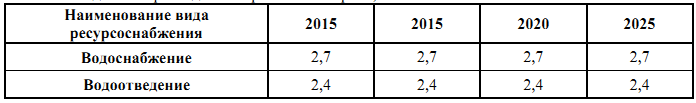 Наименование вида 2015 2015 2020 2025
ресурсоснабжения
Водоснабжение 2,7 2,7 2,7 2,7
Водоотведение 2,4 2,4 2,4 2,4